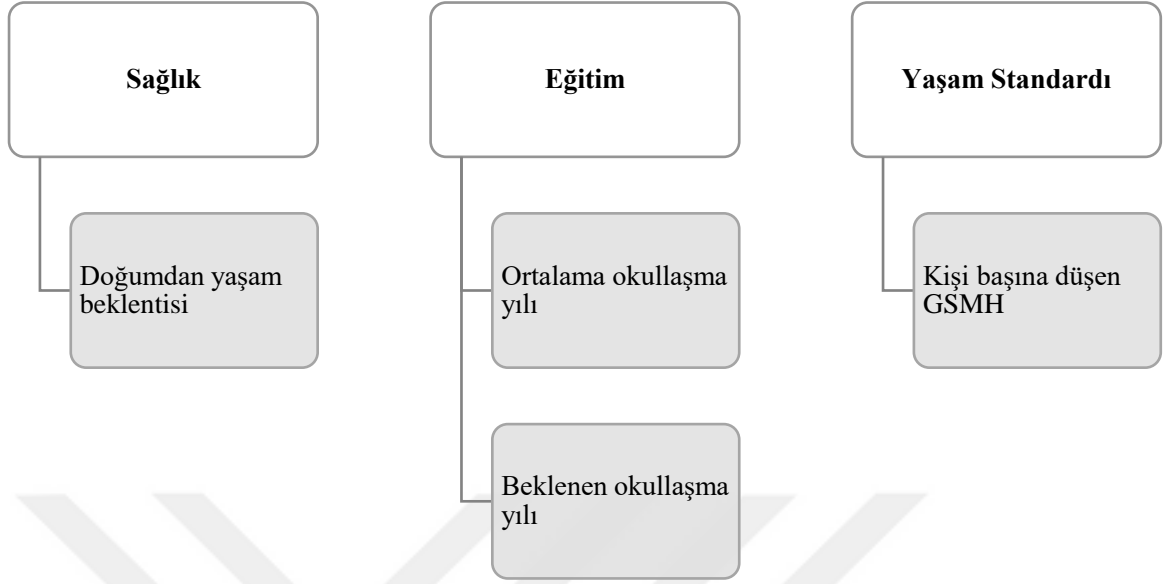 Sağlık
Doğumdan yaşam
beklentisi
Eğitim
Ortalama okullaşma
yılı
Beklenen okullaşma
yılı
Yaşam Standardı
Kişi başına düşen
GSMH